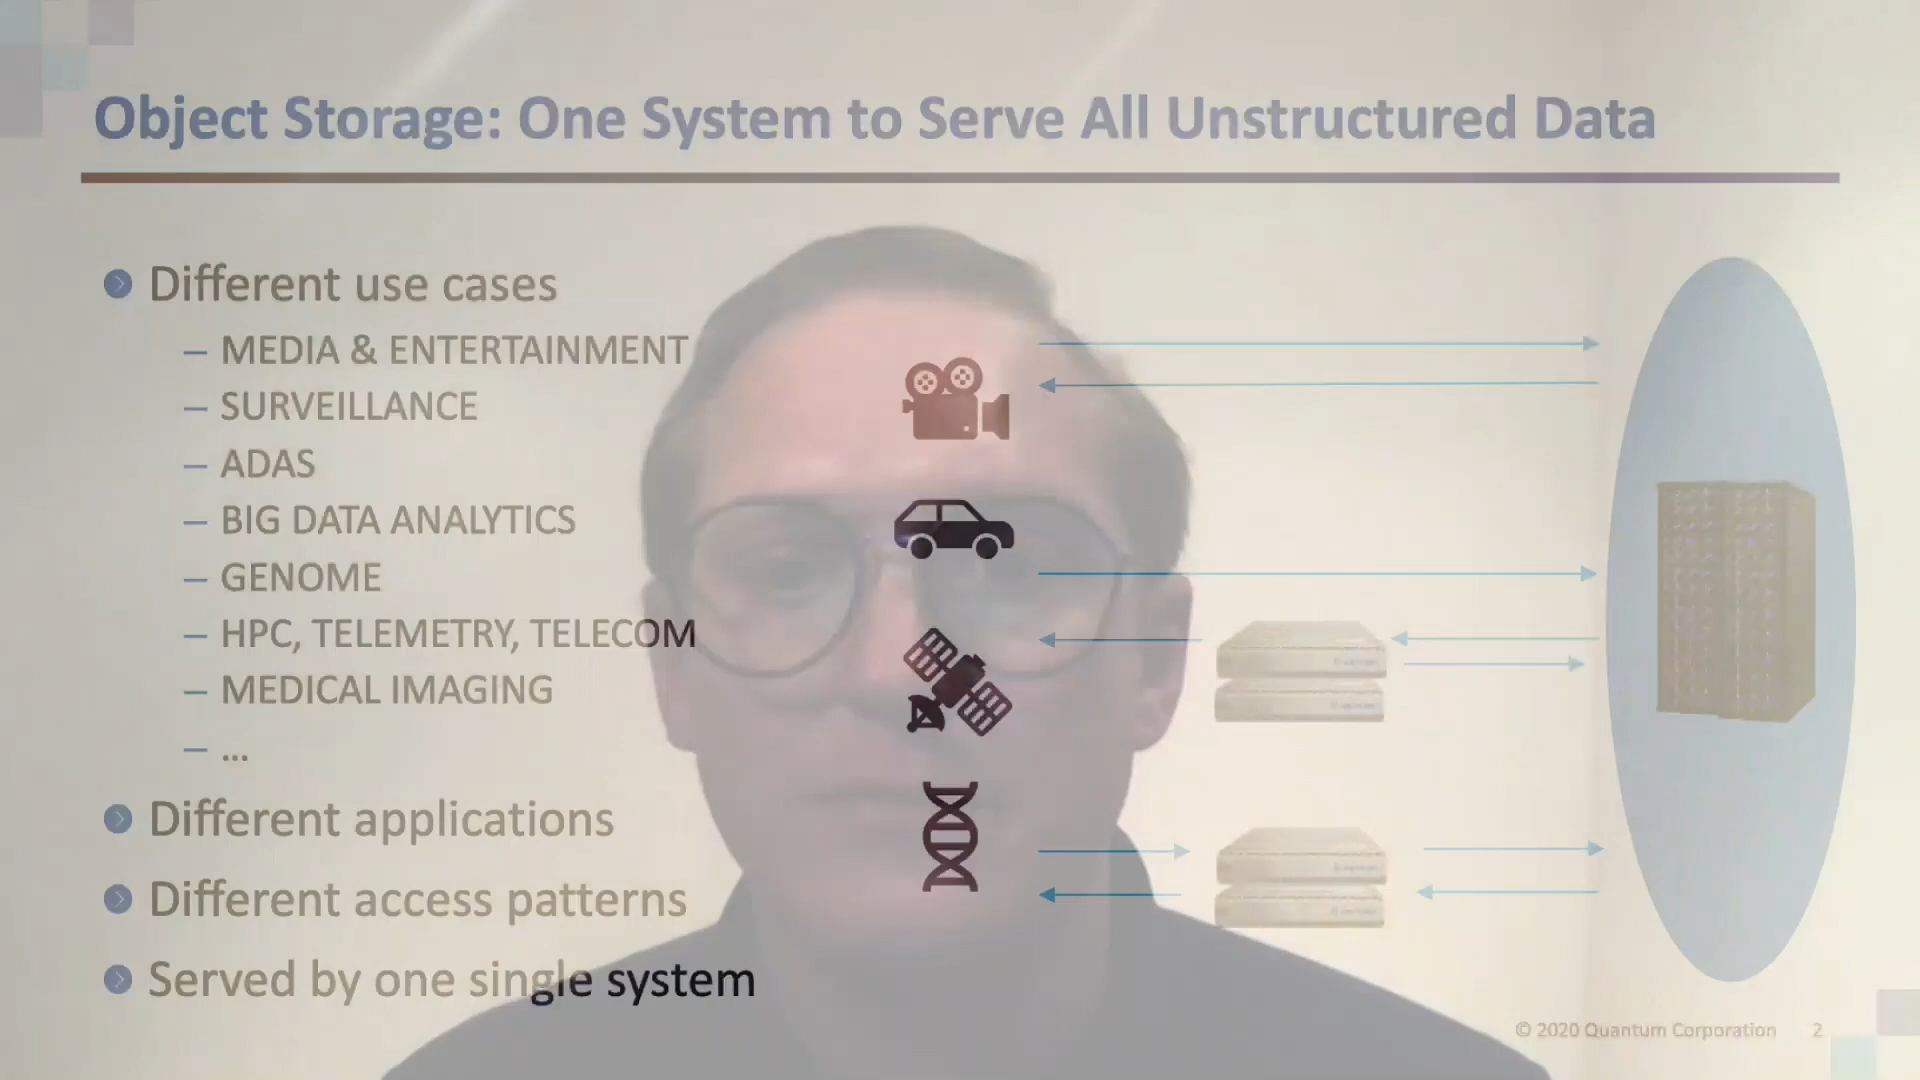 Object Storage: One System to Serve All Unstructured Data
Different use cases
– MEDIA & ENTERTAINMENT
– SURVEILLANCE
– ADAS
– BIG DATA ANALYTICS
– GENOME
– HPC, TELEMETRY, TELECOM
– MEDICAL IMAGING
– ...
Different applications
Different access patterns
Served by one single system
© 2020 Quantum Corporation 2